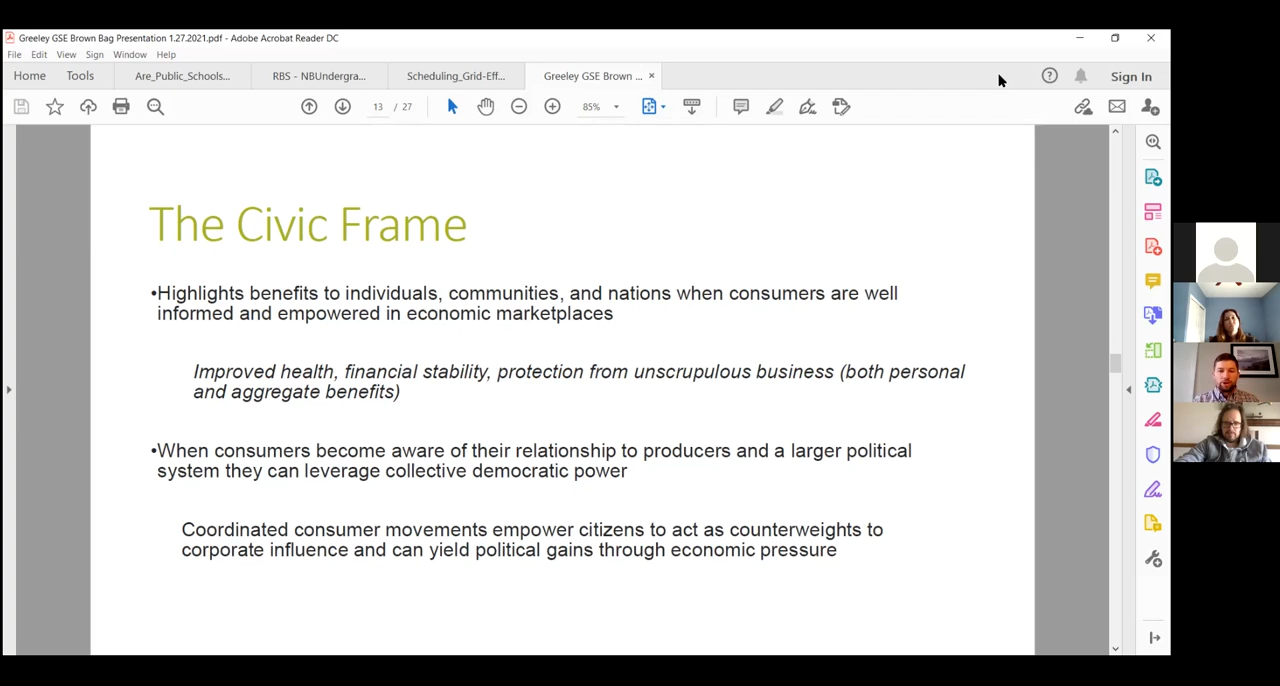 Greeley GSE Brown Bag Presentation 1.27.2021.pdf - Adobe Acrobat Reader DC
File Edit View Sign Window Help
Home Tools Are_Public_Schools... RBS - NBUndergra... Scheduling_Grid-Eff... Greeley GSE Brown ... × Sign In
13 / 27 85%
The Civic Frame
•Highlights benefits to individuals, communities, and nations when consumers are well
informed and empowered in economic marketplaces
Improved health, financial stability, protection from unscrupulous business (both personal
and aggregate benefits)
•When consumers become aware of their relationship to producers and a larger political
system they can leverage collective democratic power
Coordinated consumer movements empower citizens to act as counterweights to
corporate influence and can yield political gains through economic pressure